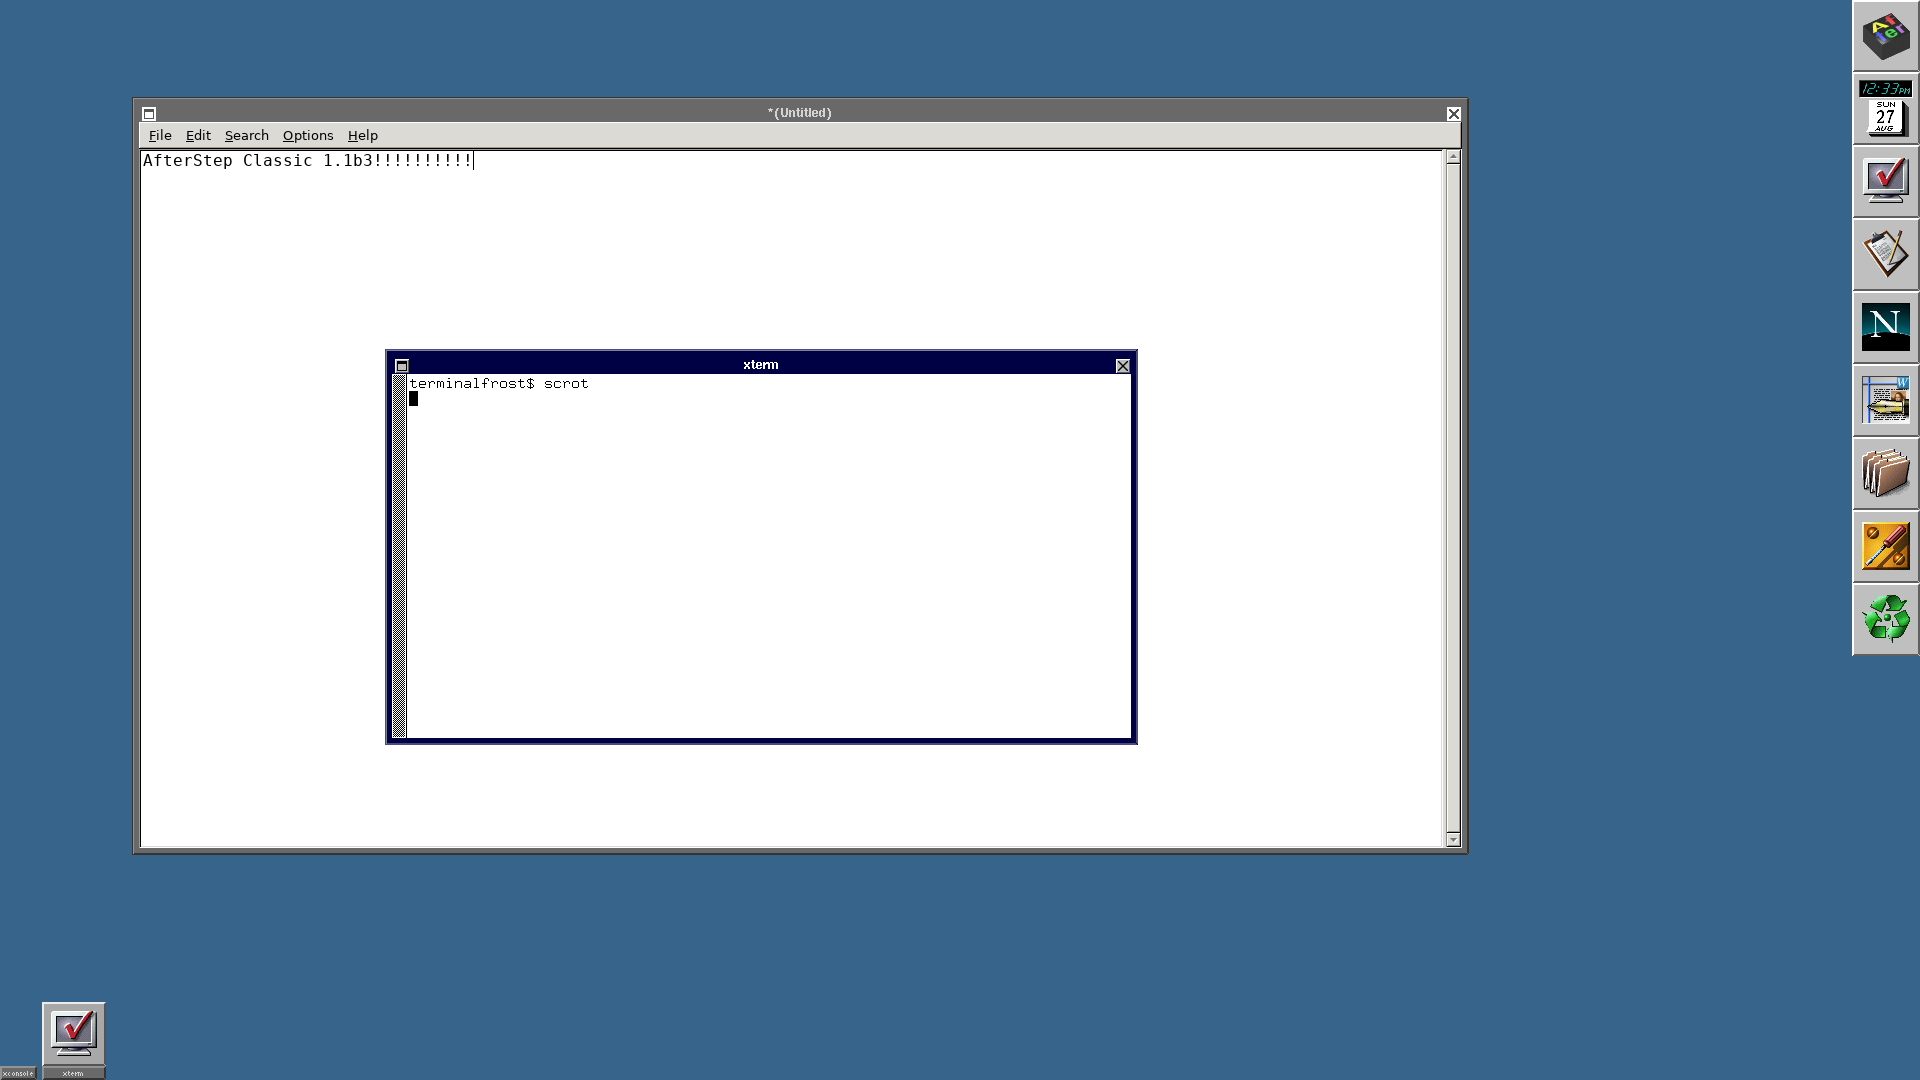 *(Untitled)
File Edit Search Options Help
AfterStep Classic 1.1b3!!!!!!!!!!
xterm
terminalfrost$ scrot
After
12:33PM
SUN
27
AUG
N
W
xconsole
xterm